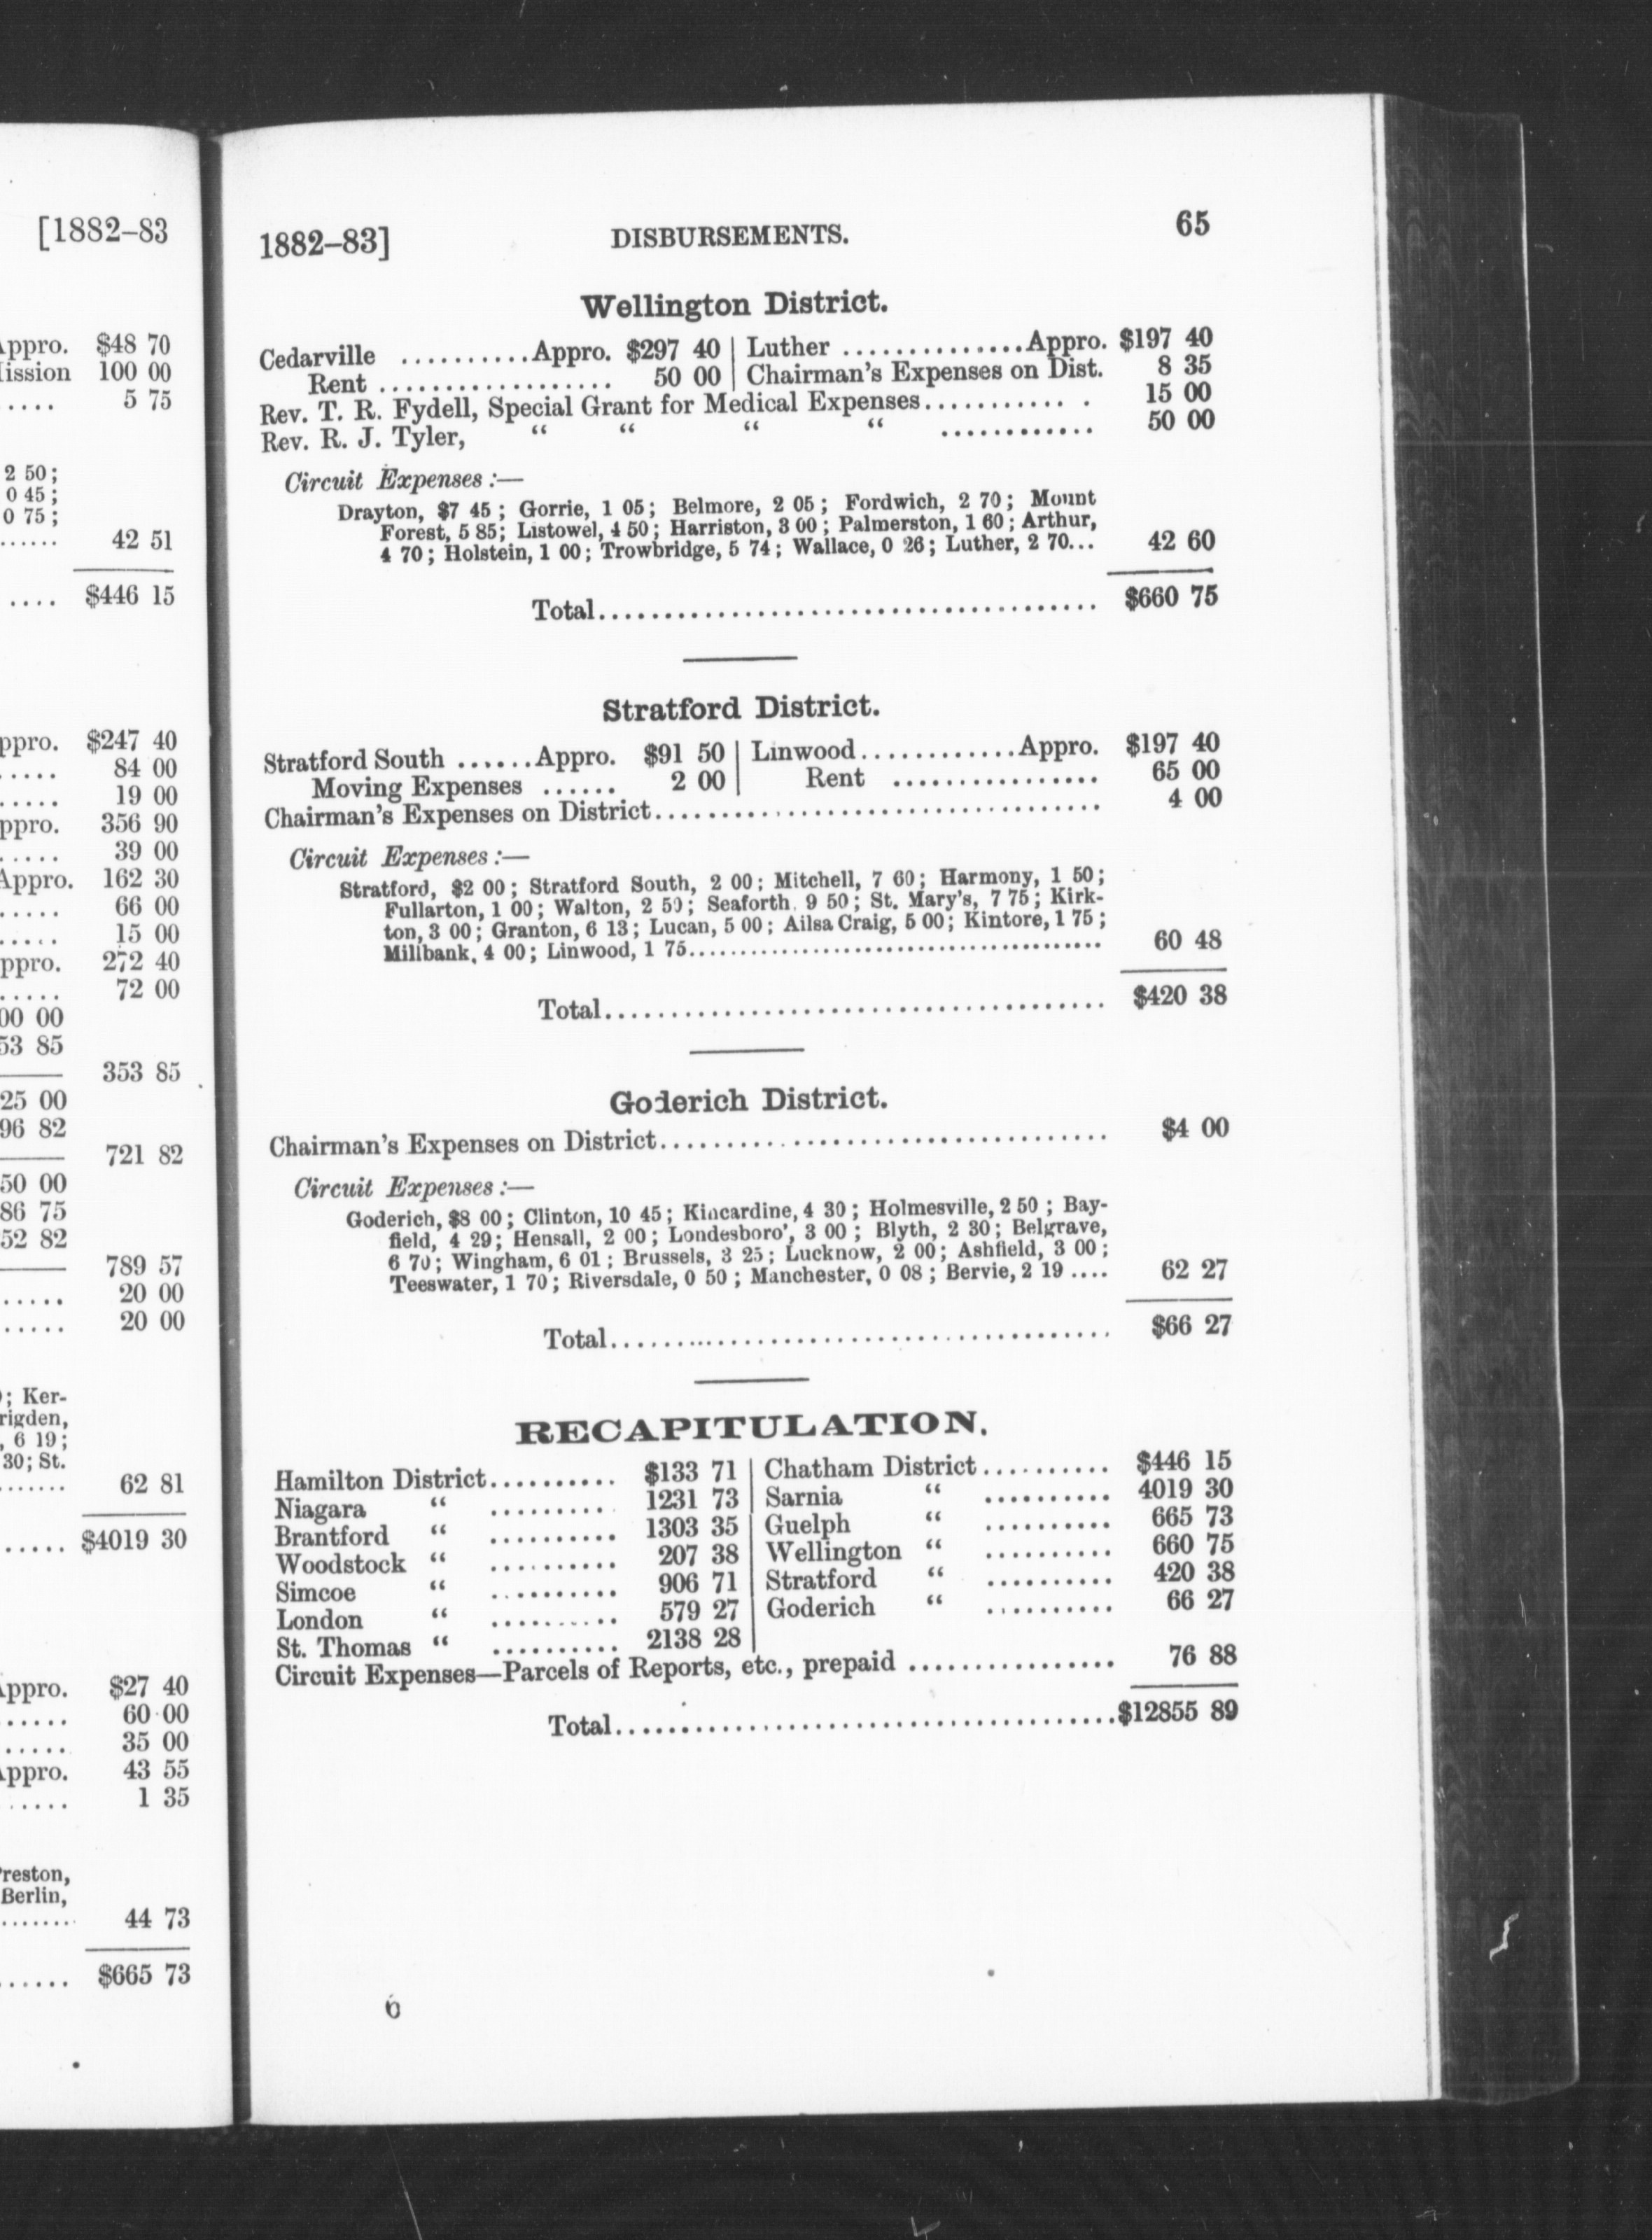 [1882–83
Appro. $48 70
ission 100 00
.... 5 75
2 50;
0 45;
0 75;
...... 42 51
.... $446 15
ppro. $247 40
..... 84 00
..... 19 00
ppro. 356 90
..... 39 00
Appro. 162 30
..... 66 00
..... 15 00
ppro. 272 40
..... 72 00
00 00
53 85
353 85
25 00
96 82
721 82
50 00
86 75
52 82
789 57
..... 20 00
..... 20 00
; Ker-
rigden,
, 6 19;
30; St.
....... 62 81
..... $4019 30
Appro. $27 40
...... 60 00
..... 35 00
Appro. 43 55
...... 1 35
reston,
Berlin,
........ 44 73
...... $665 73
1882–83] DISBURSEMENTS. 65
Wellington District.
Cedarville ..........Appro. $297 40 | Luther ..............Appro. $197 40
Rent .................. 50 00 | Chairman's Expenses on Dist. 8 35
Rev. T. R. Fydell, Special Grant for Medical Expenses............ . 15 00
Rev. R. J. Tyler, “ “ “ “ ............ 50 00
Circuit Expenses :—
Drayton, $7 45 ; Gorrie, 1 05; Belmore, 2 05 ; Fordwich, 2 70 ; Mount
Forest, 5 85; Listowel, 4 50; Harriston, 3 00 ; Palmerston, 1 60 ; Arthur,
4 70 ; Holstein, 1 00; Trowbridge, 5 74; Wallace, 0 26; Luther, 2 70... 42 60
Total...................................... $660 75
Stratford District.
Stratford South ......Appro. $91 50 | Linwood............Appro. $197 40
Moving Expenses ...... 2 00 | Rent ................ 65 00
Chairman's Expenses on District.................................. 4 00
Circuit Expenses :—
Stratford, $2 00 ; Stratford South, 2 00; Mitchell, 7 60; Harmony, 1 50;
Fullarton, 1 00; Walton, 2 50; Seaforth. 9 50; St. Mary's, 7 75; Kirk-
ton, 3 00; Granton, 6 13; Lucan, 5 00; Ailsa Craig, 5 00; Kintore, 1 75 ;
Millbank, 4 00; Linwood, 1 75........................................ 60 48
Total...................................... $420 38
Goderich District.
Chairman's Expenses on District.................................. $4 00
Circuit Expenses :—
Goderich, $8 00 ; Clinton, 10 45; Kincardine, 4 30 ; Holmesville, 2 50 ; Bay-
field, 4 29; Hensall, 2 00; Londesboro', 3 00 ; Blyth, 2 30; Belgrave,
6 70; Wingham, 6 01 ; Brussels, 3 25; Lucknow, 2 00; Ashfield, 3 00;
Teeswater, 1 70; Riversdale, 0 50 ; Manchester, 0 08 ; Bervie, 2 19 .... 62 27
Total...................................... $66 27
RECAPITULATION.
Hamilton District.......... $133 71 | Chatham District.......... $446 15
Niagara “ .......... 1231 73 | Sarnia “ .......... 4019 30
Brantford “ .......... 1303 35 | Guelph “ .......... 665 73
Woodstock “ .......... 207 38 | Wellington “ .......... 660 75
Simcoe “ .......... 906 71 | Stratford “ .......... 420 38
London “ .......... 579 27 | Goderich “ .......... 66 27
St. Thomas “ .......... 2138 28 |
Circuit Expenses—Parcels of Reports, etc., prepaid ................ 76 88
Total......................................$12855 89
6